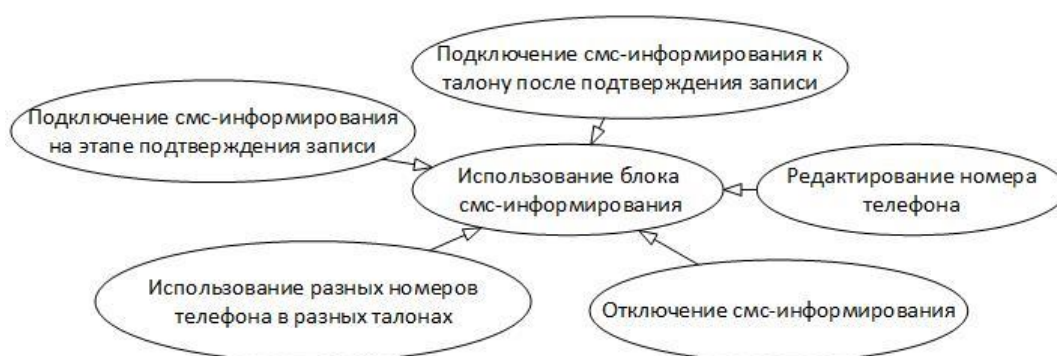 Подключение смс-информирования к
талону после подтверждения записи
Подключение смс-информирования
на этапе подтверждения записи
Использование блока
смс-информирования
Редактирование номера
телефона
Использование разных номеров
телефона в разных талонах
Отключение смс-информирования